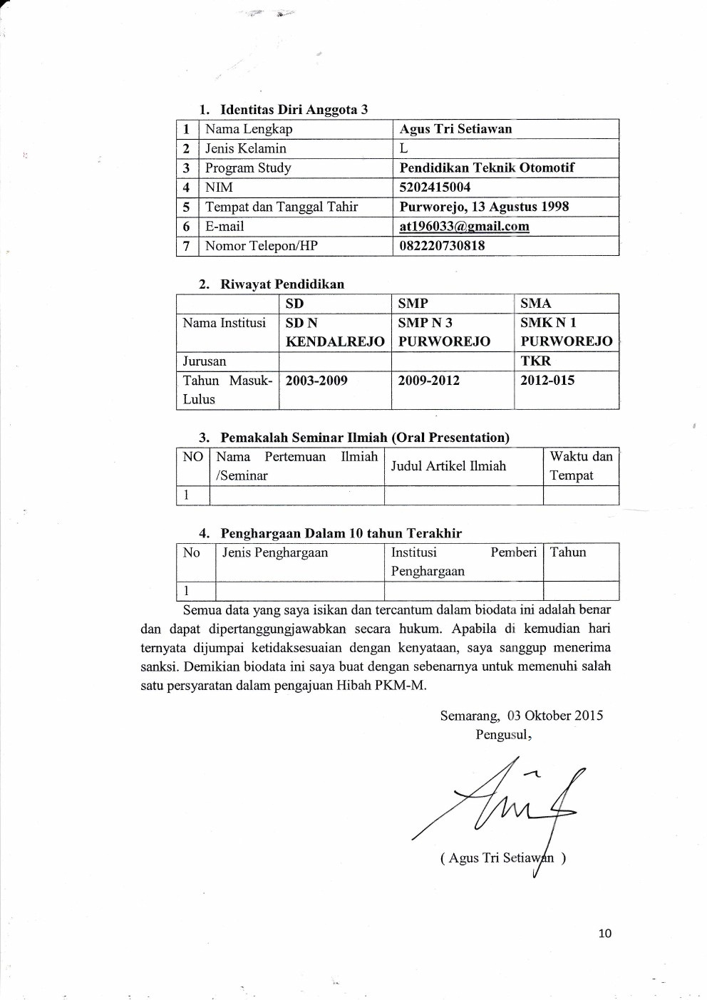 1. Identitas Diri Anggota 3
1 Nama Lengkap Agus Tri Setiawan
2 Jenis Kelamin L
3 Program Study Pendidikan Teknik Otomotif
4 NIM 5202415004
5 Tempat dan Tanggal Tahir Purworejo, 13 Agustus 1998
6 E-mail at196033@gmail.com
7 Nomor Telepon/HP 082220730818
2. Riwayat Pendidikan
SD SMP SMA
Nama Institusi SD N SMP N 3 SMK N 1
KENDALREJO PURWOREJO PURWOREJO
Jurusan TKR
Tahun Masuk- 2003-2009 2009-2012 2012-015
Lulus
3. Pemakalah Seminar Ilmiah (Oral Presentation)
NO Nama Pertemuan Ilmiah Judul Artikel Ilmiah Waktu dan
/Seminar Tempat
1
4. Penghargaan Dalam 10 tahun Terakhir
No Jenis Penghargaan Institusi Pemberi Tahun
Penghargaan
1
Semua data yang saya isikan dan tercantum dalam biodata ini adalah benar
dan dapat dipertanggungjawabkan secara hukum. Apabila di kemudian hari
ternyata dijumpai ketidaksesuaian dengan kenyataan, saya sanggup menerima
sanksi. Demikian biodata ini saya buat dengan sebenarnya untuk memenuhi salah
satu persyaratan dalam pengajuan Hibah PKM-M.
Semarang, 03 Oktober 2015
Pengusul,
( Agus Tri Setiawan )
10